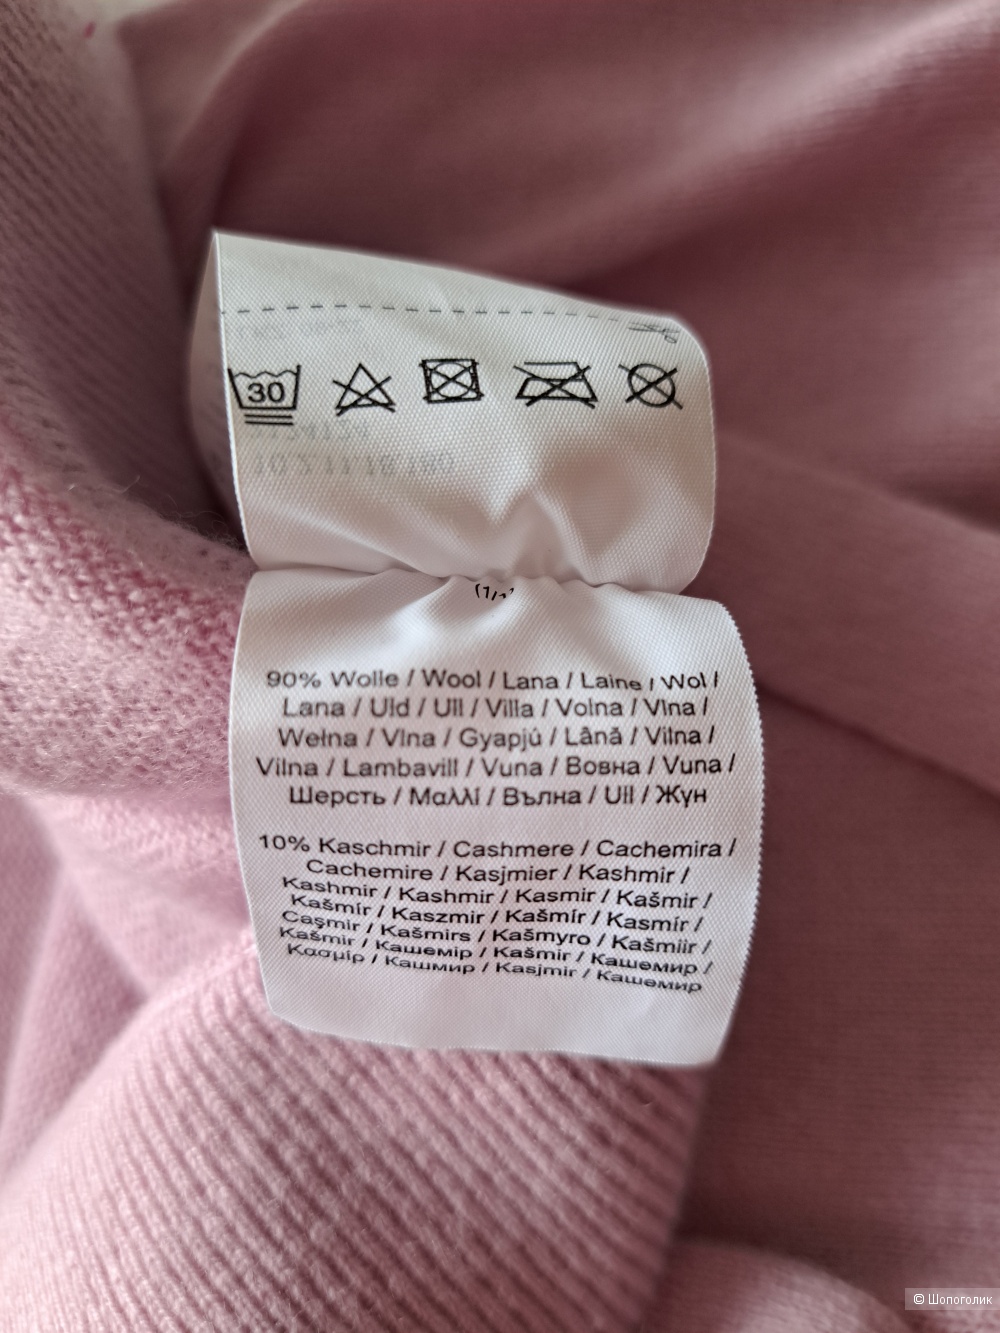 30
(1/
90% Wolle / Wool / Lana / Laine / Wol /
Lana / Uld / Ull / Villa / Volna / Vlna /
Wełna / Vlna / Gyapjú / Lână / Vilna /
Vilna / Lambavill / Vuna / Вовна / Vuna /
Шерсть / Μαλλί / Вълна / Ull / Жүн
10% Kaschmir / Cashmere / Cachemira /
Cachemire / Kasjmier / Kashmir /
Kashmir / Kashmir / Kasmir / Kašmir /
Kašmír / Kaszmir / Kašmír / Kasmír /
Caşmir / Kašmirs / Kašmyro / Kašmiir /
Kašmir / Кашемір / Kašmir / Кашемир /
Κασμίρ / Кашмир / Kasjmir / Кашемир
© Шопоголик